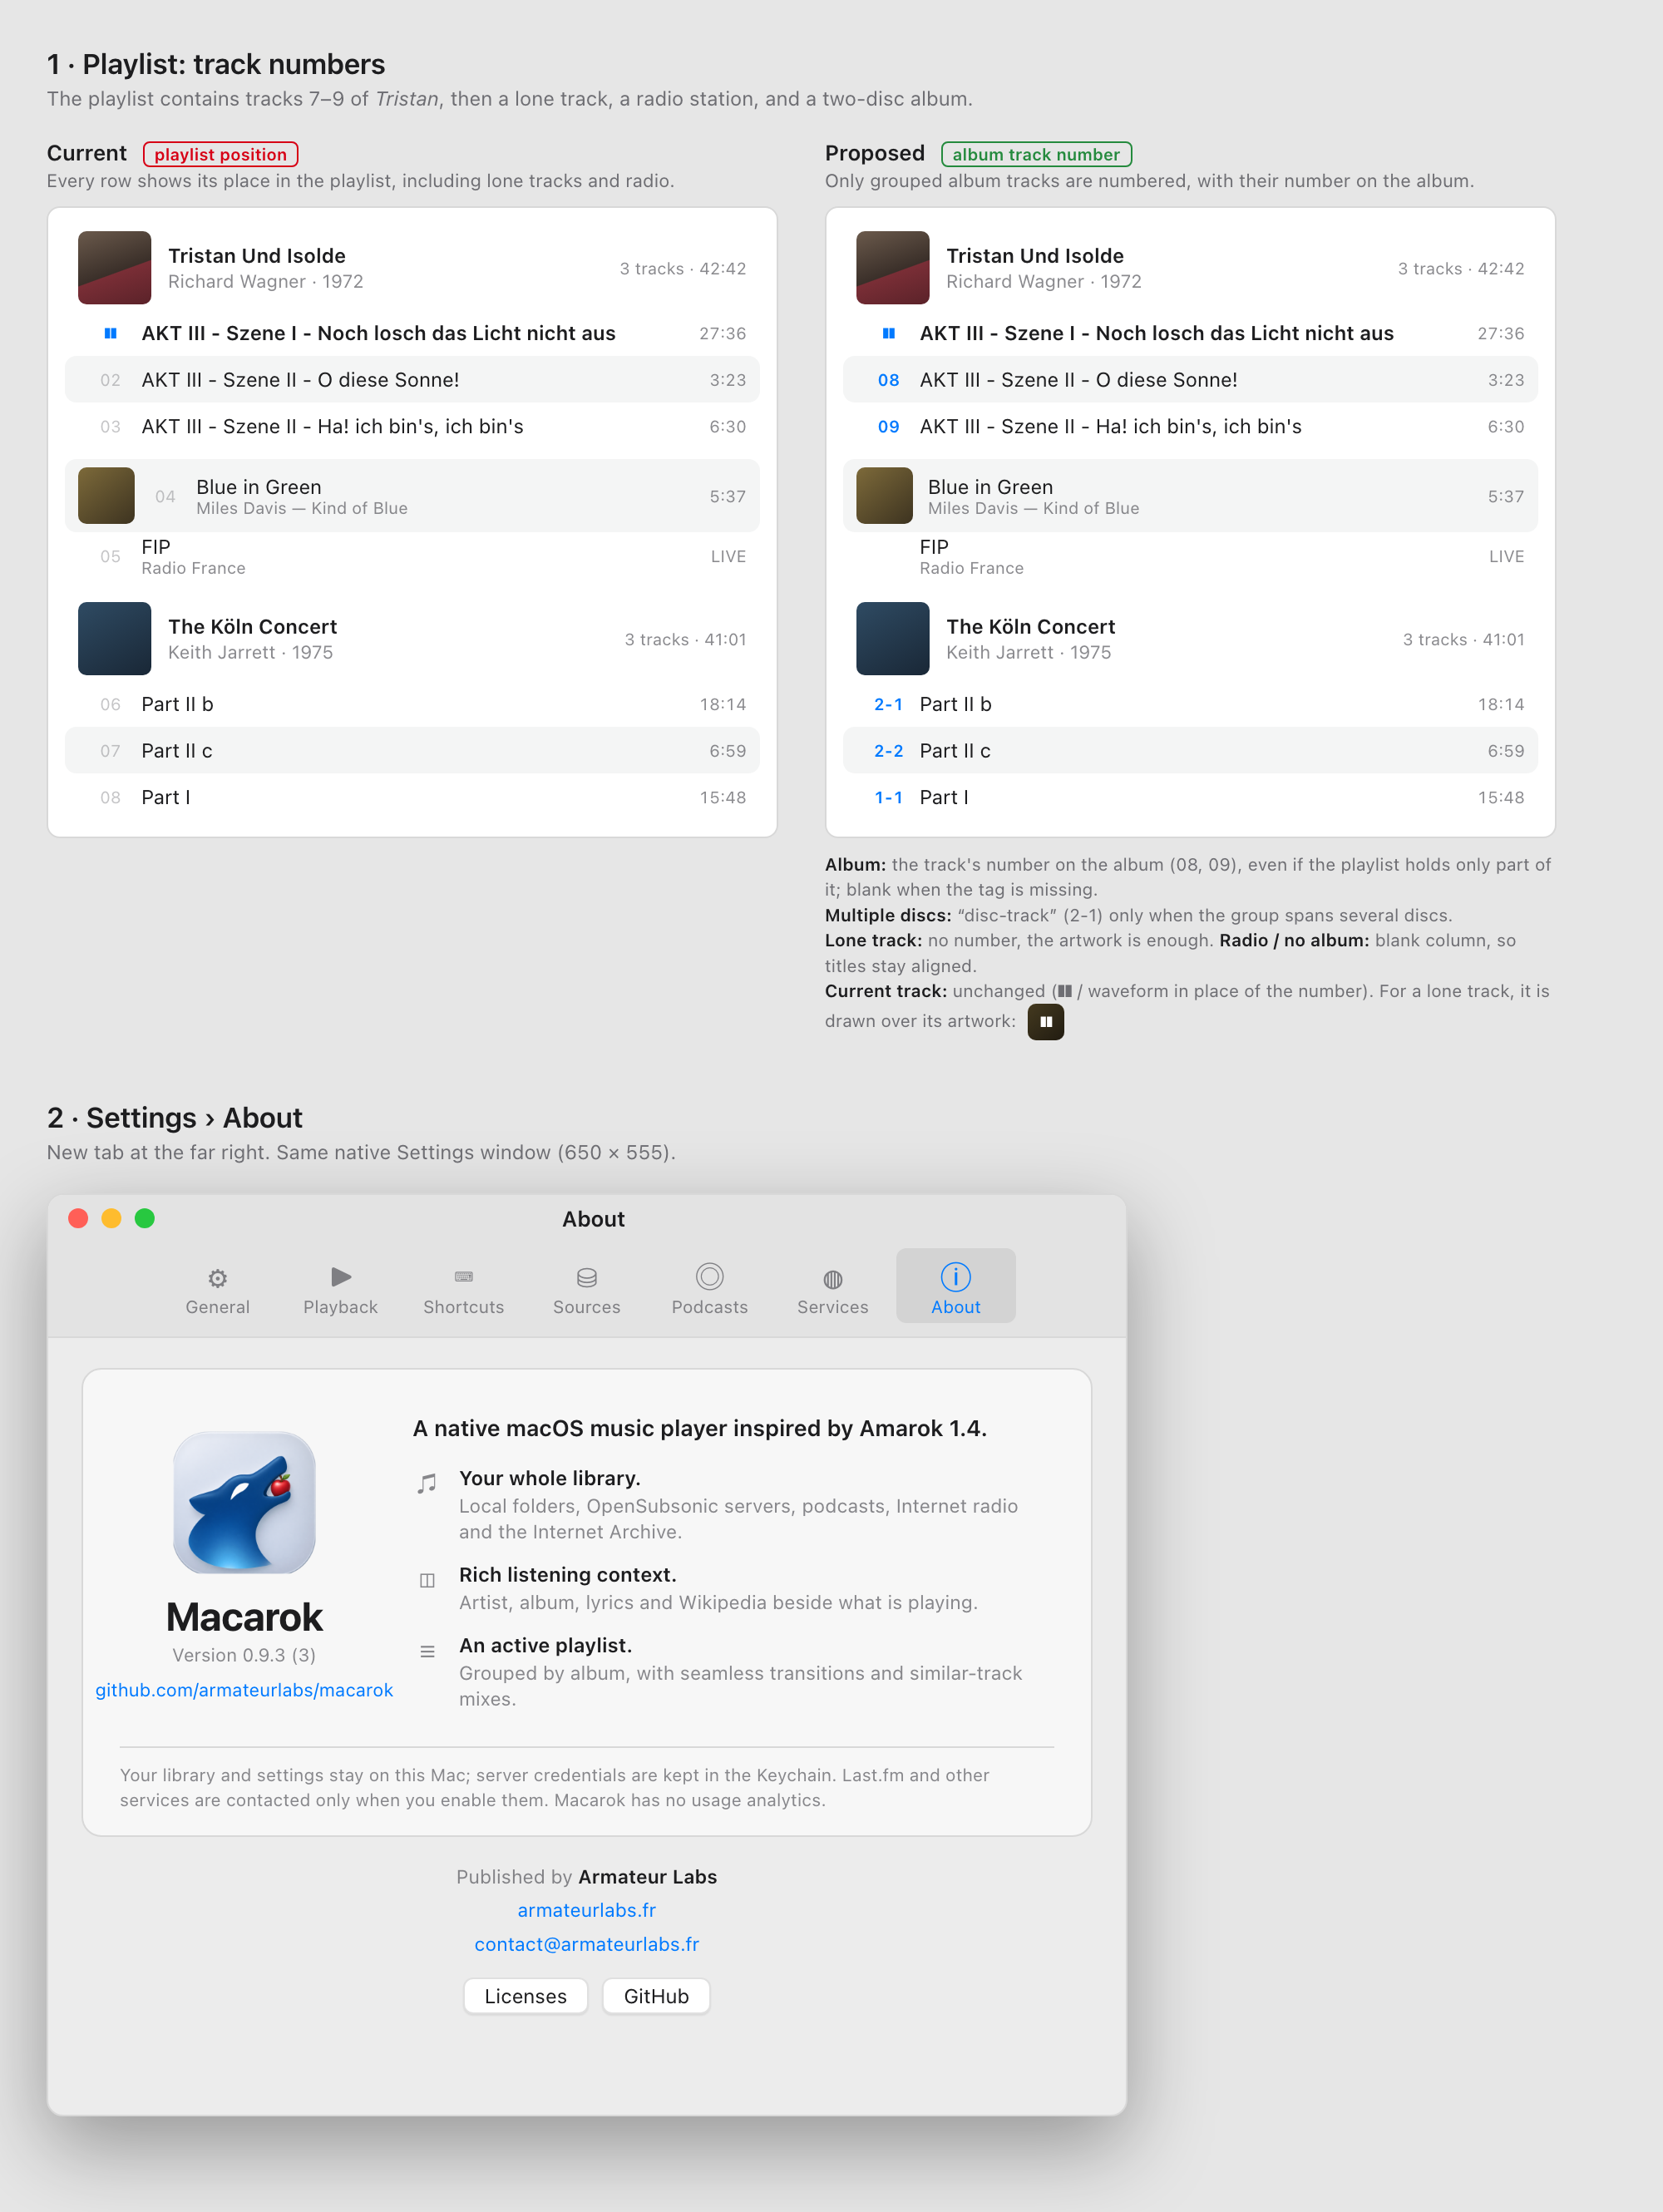 1 · Playlist: track numbers
The playlist contains tracks 7–9 of Tristan, then a lone track, a radio station, and a two-disc album.
Current playlist position
Every row shows its place in the playlist, including lone tracks and radio.
Tristan Und Isolde
Richard Wagner · 1972
3 tracks · 42:42
AKT III - Szene I - Noch losch das Licht nicht aus 27:36
02 AKT III - Szene II - O diese Sonne! 3:23
03 AKT III - Szene II - Ha! ich bin's, ich bin's 6:30
04 Blue in Green 5:37
Miles Davis — Kind of Blue
05 FIP LIVE
Radio France
The Köln Concert
Keith Jarrett · 1975
3 tracks · 41:01
06 Part II b 18:14
07 Part II c 6:59
08 Part I 15:48
Proposed album track number
Only grouped album tracks are numbered, with their number on the album.
Tristan Und Isolde
Richard Wagner · 1972
3 tracks · 42:42
AKT III - Szene I - Noch losch das Licht nicht aus 27:36
08 AKT III - Szene II - O diese Sonne! 3:23
09 AKT III - Szene II - Ha! ich bin's, ich bin's 6:30
Blue in Green 5:37
Miles Davis — Kind of Blue
FIP LIVE
Radio France
The Köln Concert
Keith Jarrett · 1975
3 tracks · 41:01
2-1 Part II b 18:14
2-2 Part II c 6:59
1-1 Part I 15:48
Album: the track's number on the album (08, 09), even if the playlist holds only part of
it; blank when the tag is missing.
Multiple discs: “disc-track” (2-1) only when the group spans several discs.
Lone track: no number, the artwork is enough. Radio / no album: blank column, so
titles stay aligned.
Current track: unchanged ( / waveform in place of the number). For a lone track, it is
drawn over its artwork:
2 · Settings › About
New tab at the far right. Same native Settings window (650 × 555).
About
General Playback Shortcuts Sources Podcasts Services About
Macarok
Version 0.9.3 (3)
github.com/armateurlabs/macarok
A native macOS music player inspired by Amarok 1.4.
Your whole library.
Local folders, OpenSubsonic servers, podcasts, Internet radio
and the Internet Archive.
Rich listening context.
Artist, album, lyrics and Wikipedia beside what is playing.
An active playlist.
Grouped by album, with seamless transitions and similar-track
mixes.
Your library and settings stay on this Mac; server credentials are kept in the Keychain. Last.fm and other
services are contacted only when you enable them. Macarok has no usage analytics.
Published by Armateur Labs
armateurlabs.fr
contact@armateurlabs.fr
Licenses GitHub